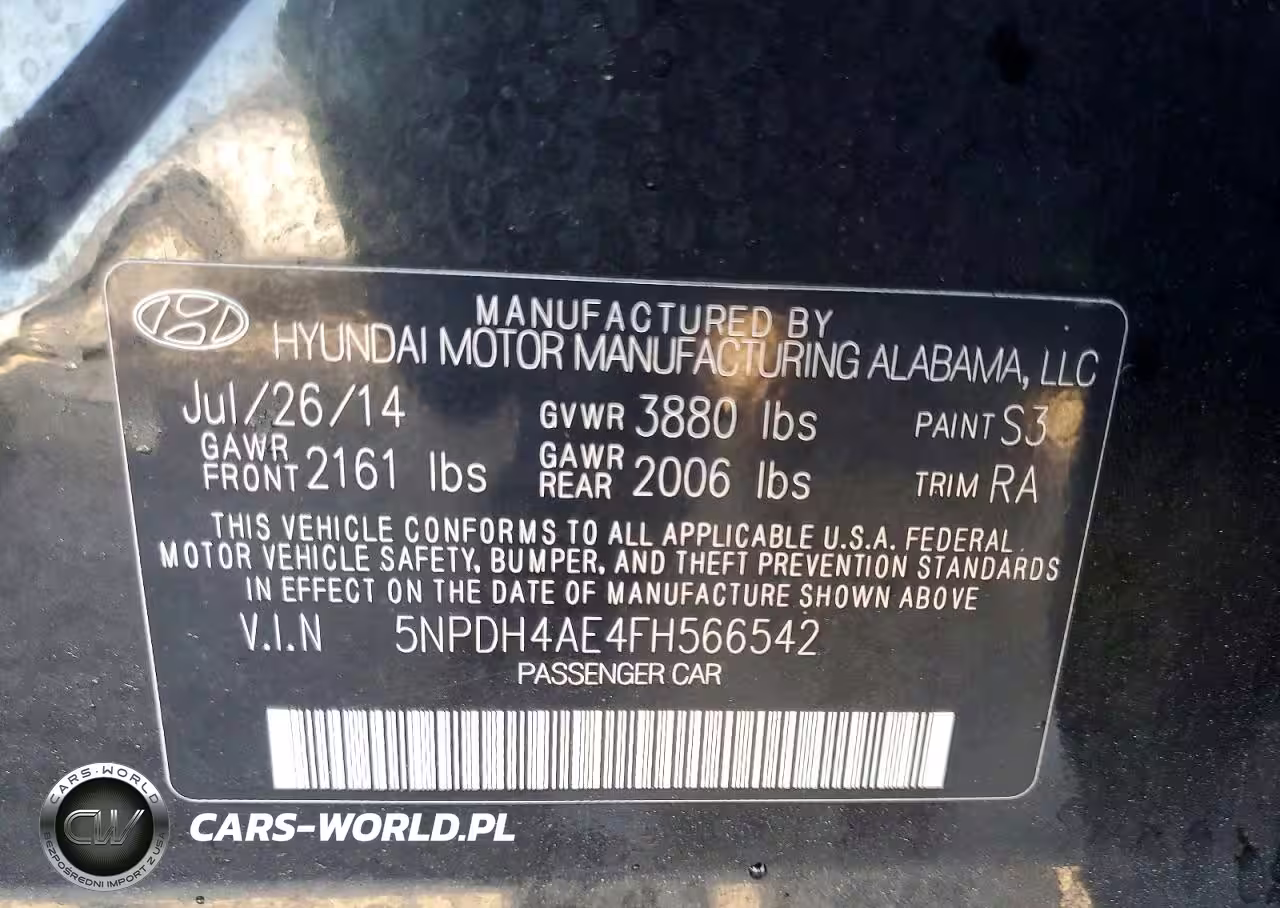 MANUFACTURED BY
HYUNDAI MOTOR MANUFACTURING ALABAMA, LLC
Jul/26/14 GVWR 3880 lbs PAINT S3
GAWR FRONT 2161 lbs GAWR REAR 2006 lbs TRIM RA
THIS VEHICLE CONFORMS TO ALL APPLICABLE U.S.A. FEDERAL
MOTOR VEHICLE SAFETY, BUMPER, AND THEFT PREVENTION STANDARDS
IN EFFECT ON THE DATE OF MANUFACTURE SHOWN ABOVE
V.I.N 5NPDH4AE4FH566542
PASSENGER CAR
CARS-WORLD
CW
BEZPOŚREDNI IMPORT Z USA
CARS-WORLD.PL